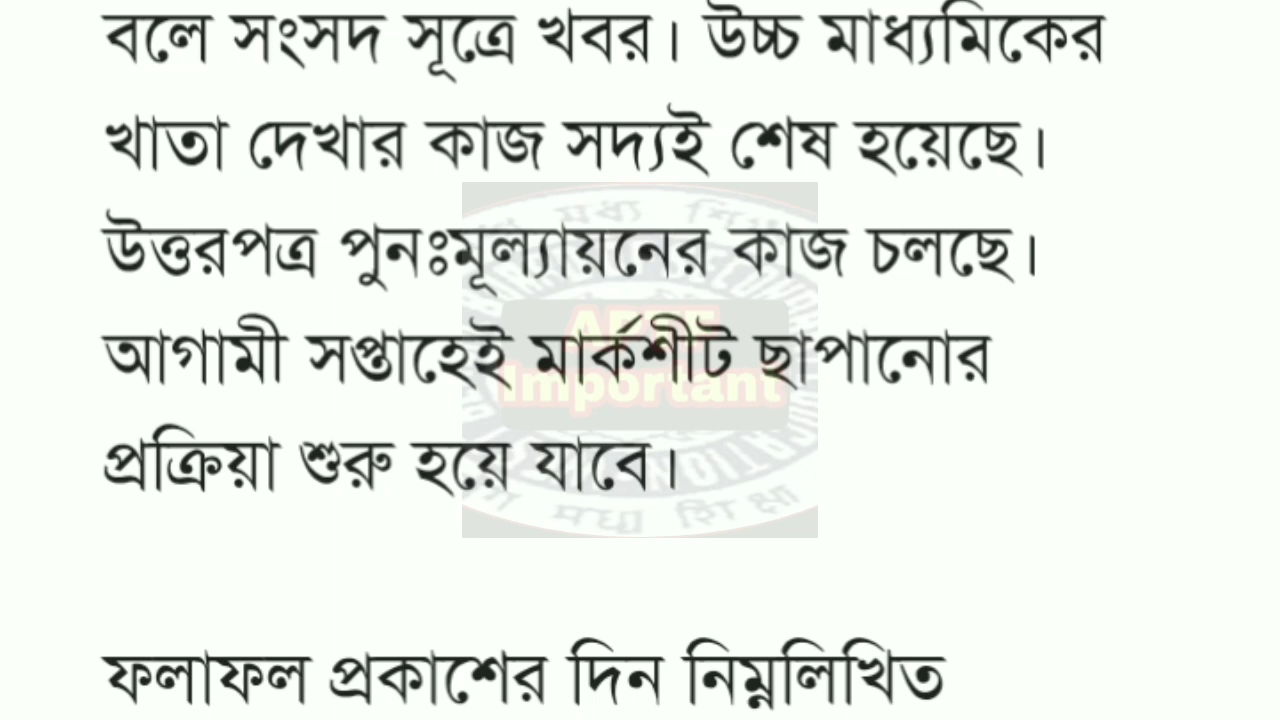 বলে সংসদ সূত্রে খবর। উচ্চ মাধ্যমিকের
খাতা দেখার কাজ সদ্যই শেষ হয়েছে।
উত্তরপত্র পুনঃমূল্যায়নের কাজ চলছে।
আগামী সপ্তাহেই মার্কশীট ছাপানোর
Important
প্রক্রিয়া শুরু হয়ে যাবে।
ফলাফল প্রকাশের দিন নিম্নলিখিত